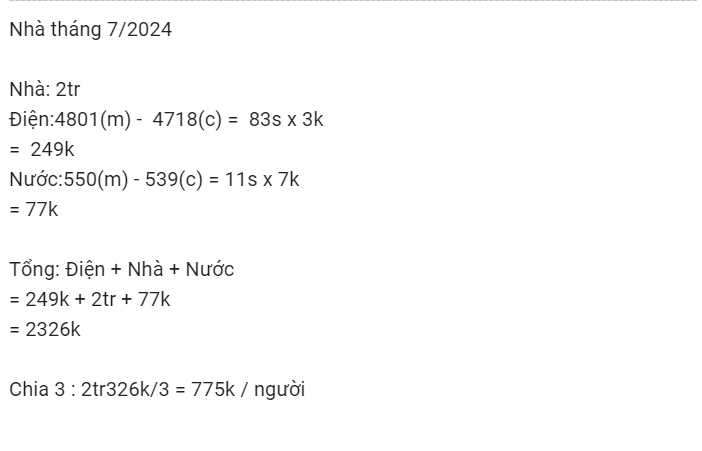 Nhà tháng 7/2024
Nhà: 2tr
Điện:4801(m) - 4718(c) = 83s x 3k
= 249k
Nước:550(m) - 539(c) = 11s x 7k
= 77k
Tổng: Điện + Nhà + Nước
= 249k + 2tr + 77k
= 2326k
Chia 3 : 2tr326k/3 = 775k / người